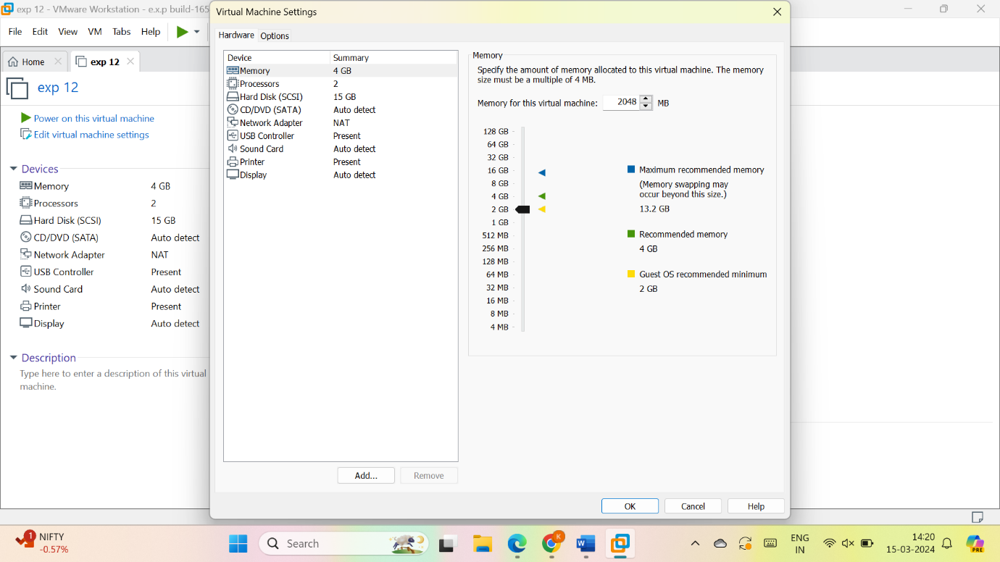 exp 12 - VMware Workstation - e.x.p build-165
File Edit View VM Tabs Help
Home exp 12
exp 12
Power on this virtual machine
Edit virtual machine settings
Devices
Memory 4 GB
Processors 2
Hard Disk (SCSI) 15 GB
CD/DVD (SATA) Auto detect
Network Adapter NAT
USB Controller Present
Sound Card Auto detect
Printer Present
Display Auto detect
Description
Type here to enter a description of this virtual
machine.
Virtual Machine Settings
Hardware Options
Device Summary
Memory 4 GB
Processors 2
Hard Disk (SCSI) 15 GB
CD/DVD (SATA) Auto detect
Network Adapter NAT
USB Controller Present
Sound Card Auto detect
Printer Present
Display Auto detect
Add... Remove
Memory
Specify the amount of memory allocated to this virtual machine. The memory
size must be a multiple of 4 MB.
Memory for this virtual machine: 2048 MB
128 GB
64 GB
32 GB
16 GB
8 GB
4 GB
2 GB
1 GB
512 MB
256 MB
128 MB
64 MB
32 MB
16 MB
8 MB
4 MB
Maximum recommended memory
(Memory swapping may
occur beyond this size.)
13.2 GB
Recommended memory
4 GB
Guest OS recommended minimum
2 GB
OK Cancel Help
1
NIFTY
-0.57%
Search
K
W
ENG
IN
14:20
15-03-2024
PRE